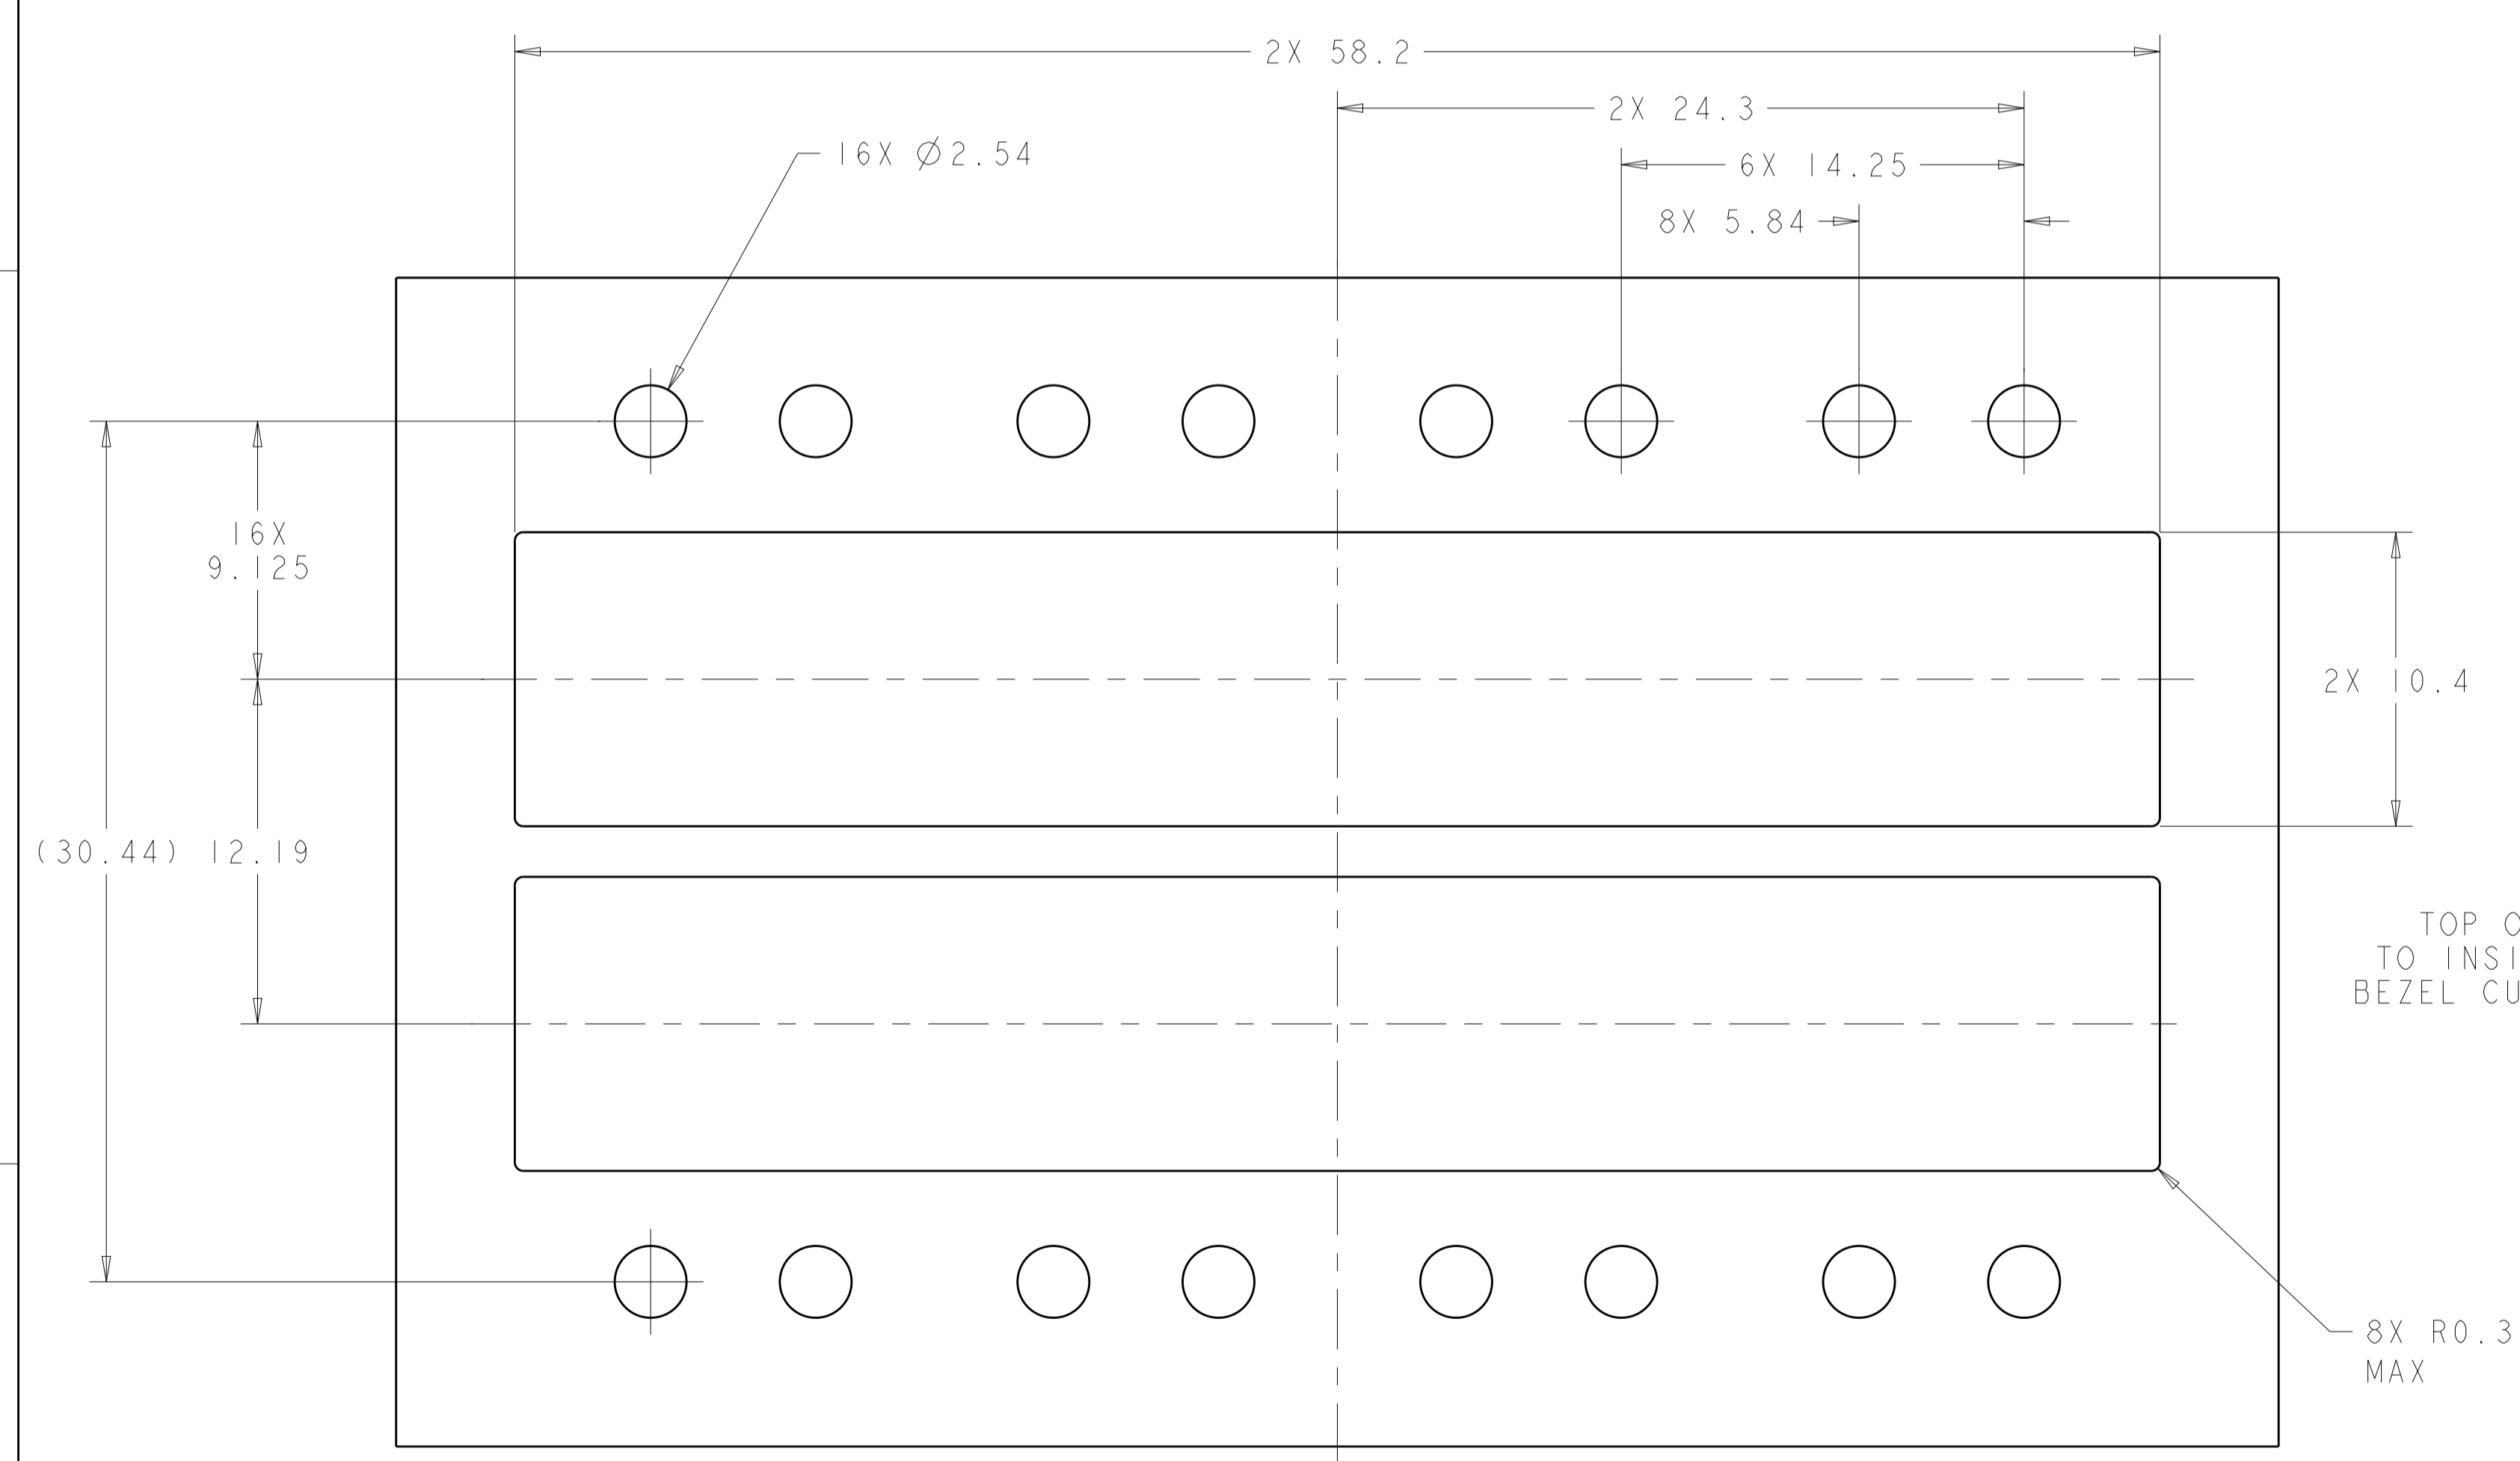 2X 58.2
2X 24.3
16X Ø2.54
6X 14.25
8X 5.84
16X
9.125
2X 10.4
(30.44) 12.19
TOP
TO
BEZEL
8X R0.3
MAX